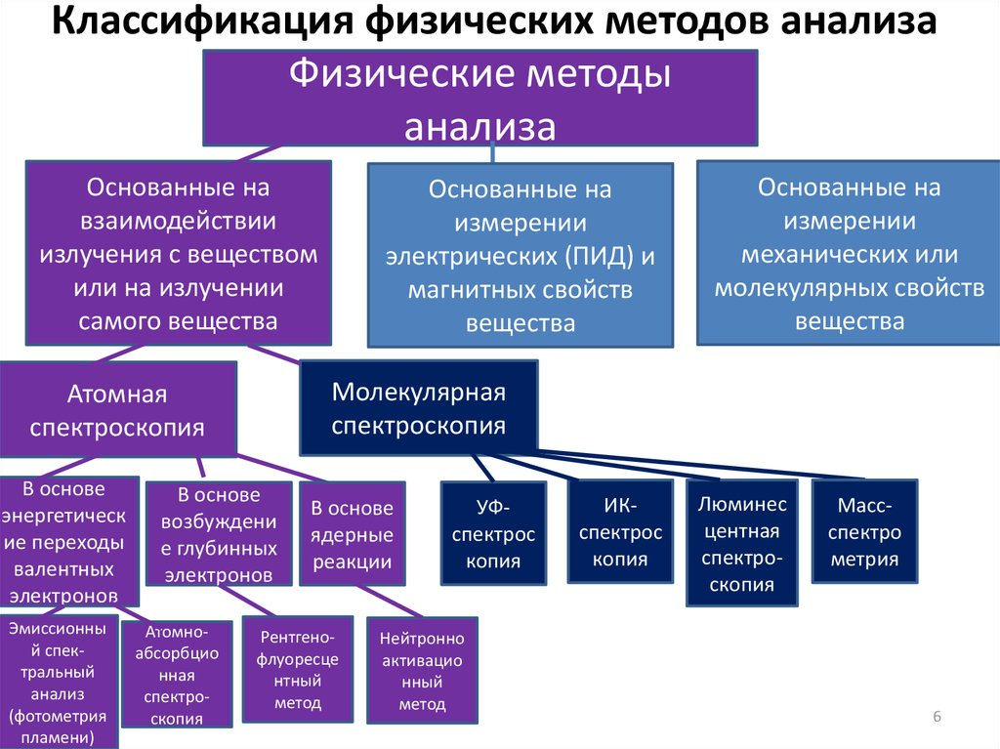 Классификация физических методов анализа
Физические методы
анализа
Основанные на
взаимодействии
излучения с веществом
или на излучении
самого вещества
Основанные на
измерении
электрических (ПИД) и
магнитных свойств
вещества
Основанные на
измерении
механических или
молекулярных свойств
вещества
Атомная
спектроскопия
Молекулярная
спектроскопия
В основе
энергетическ
ие переходы
валентных
электронов
В основе
возбуждени
е глубинных
электронов
В основе
ядерные
реакции
УФ-
спектрос
копия
ИК-
спектрос
копия
Люминес
центная
спектро-
скопия
Масс-
спектро
метрия
Эмиссионны
й спек-
тральный
анализ
(фотометрия
пламени)
Атомно-
абсорбцио
нная
спектро-
скопия
Рентгено-
флуоресце
нтный
метод
Нейтронно
активацио
нный
метод
6